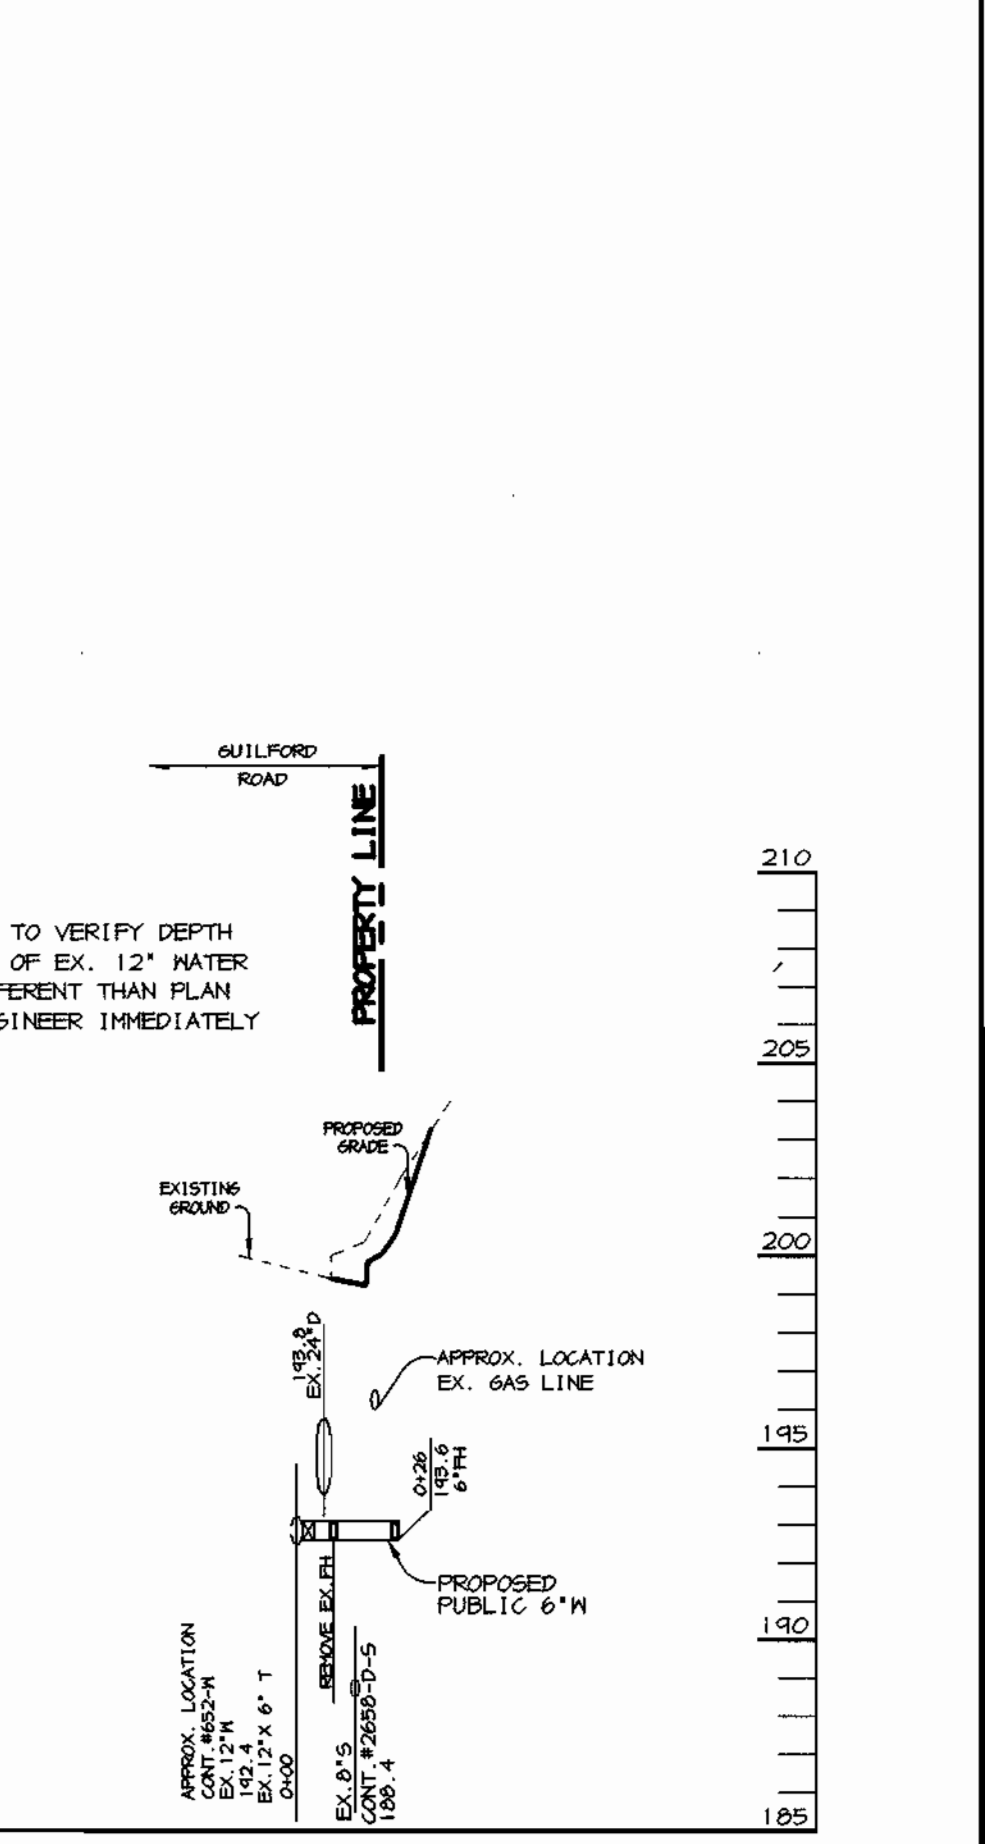 GUILFORD
ROAD
PROPERTY LINE
TO VERIFY DEPTH
OF EX. 12" WATER
FERENT THAN PLAN
GINEER IMMEDIATELY
210
205
200
195
190
185
PROPOSED
GRADE
EXISTING
GROUND
193.8
EX. 24"D
APPROX. LOCATION
EX. GAS LINE
0+26
193.6
6"FH
PROPOSED
PUBLIC 6"W
REMOVE EX.FH
APPROX. LOCATION
CONT.#652-W
EX.12"W
192.4
EX.12"X 6" T
0+00
EX.8"S
CONT.#2658-D-S
188.4